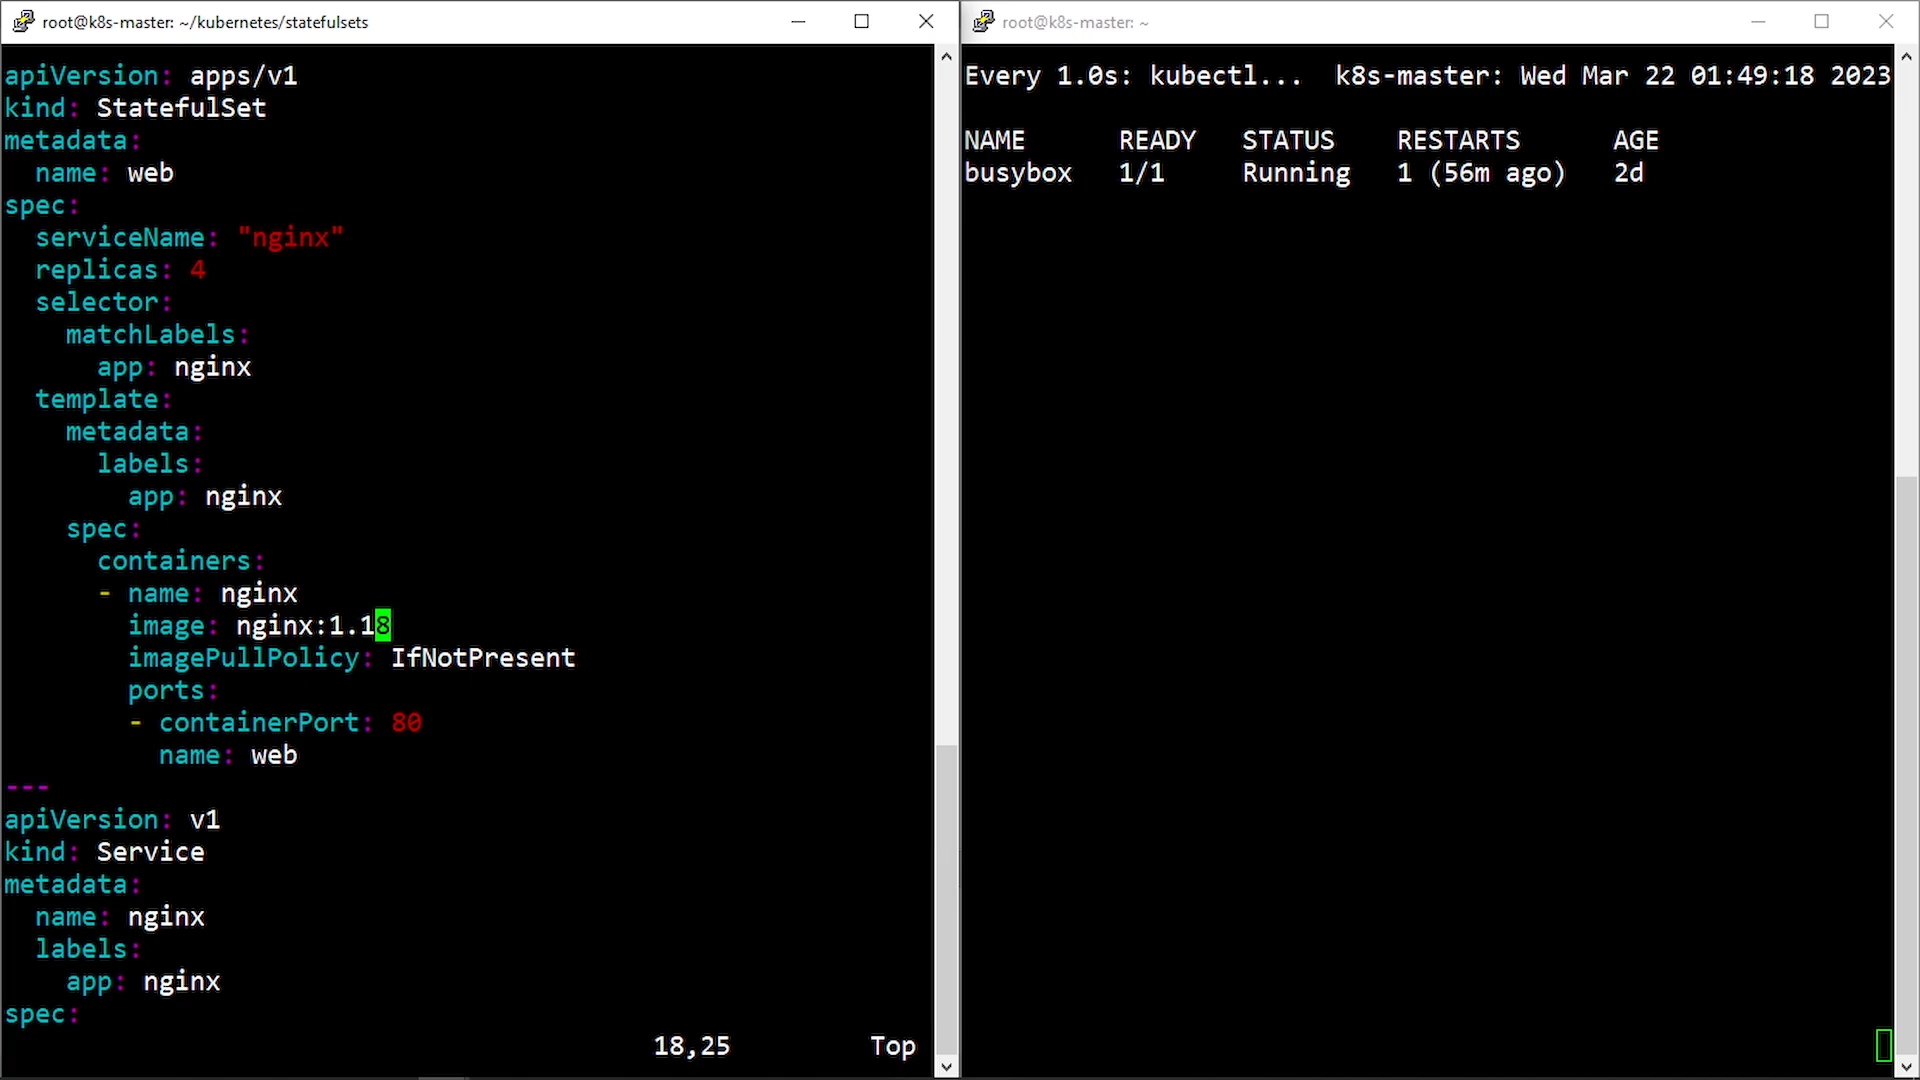 root@k8s-master: ~/kubernetes/statefulsets
apiVersion: apps/v1
kind: StatefulSet
metadata:
  name: web
spec:
  serviceName: "nginx"
  replicas: 4
  selector:
    matchLabels:
      app: nginx
  template:
    metadata:
      labels:
        app: nginx
    spec:
      containers:
      - name: nginx
        image: nginx:1.18
        imagePullPolicy: IfNotPresent
        ports:
        - containerPort: 80
          name: web
---
apiVersion: v1
kind: Service
metadata:
  name: nginx
  labels:
    app: nginx
spec:
18,25 Top
root@k8s-master: ~
Every 1.0s: kubectl... k8s-master: Wed Mar 22 01:49:18 2023
NAME READY STATUS RESTARTS AGE
busybox 1/1 Running 1 (56m ago) 2d